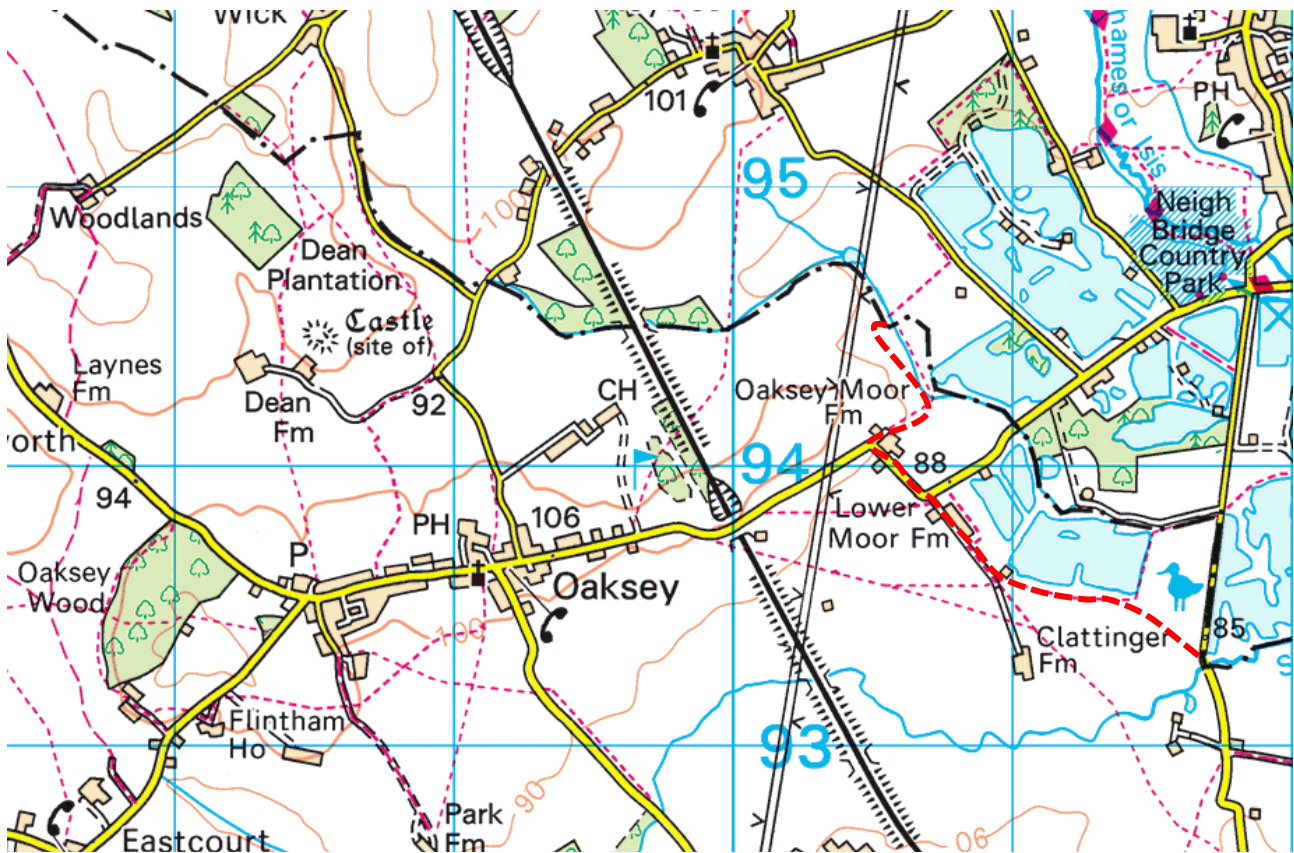 Wick
101
PH
hames or Isis
95
Woodlands
Neigh
Bridge
Country
Park
100
Dean
Plantation
Castle
(site of)
Laynes
Fm
Oaksey Moor
Fm
CH
Dean
Fm
92
orth
94
88
94
Lower
Moor Fm
PH
106
P
Oaksey
Wood
Oaksey
100
85
Clattinger
Fm
S
Flintham
Ho
93
90
Park
Fm
90
Eastcourt